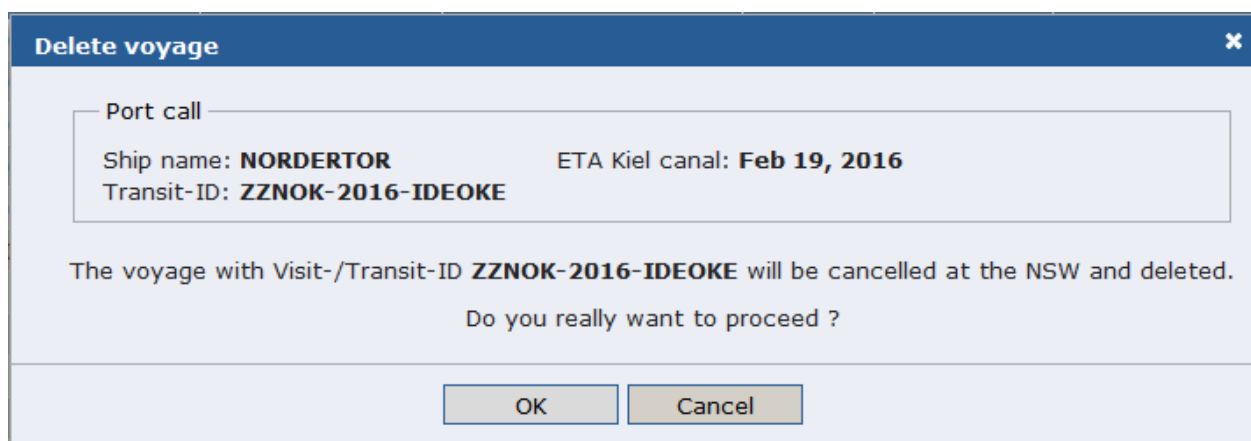 Delete voyage
Port call
Ship name: NORDERTOR ETA Kiel canal: Feb 19, 2016
Transit-ID: ZZNOK-2016-IDEOKE
The voyage with Visit-/Transit-ID ZZNOK-2016-IDEOKE will be cancelled at the NSW and deleted.
Do you really want to proceed ?
OK Cancel